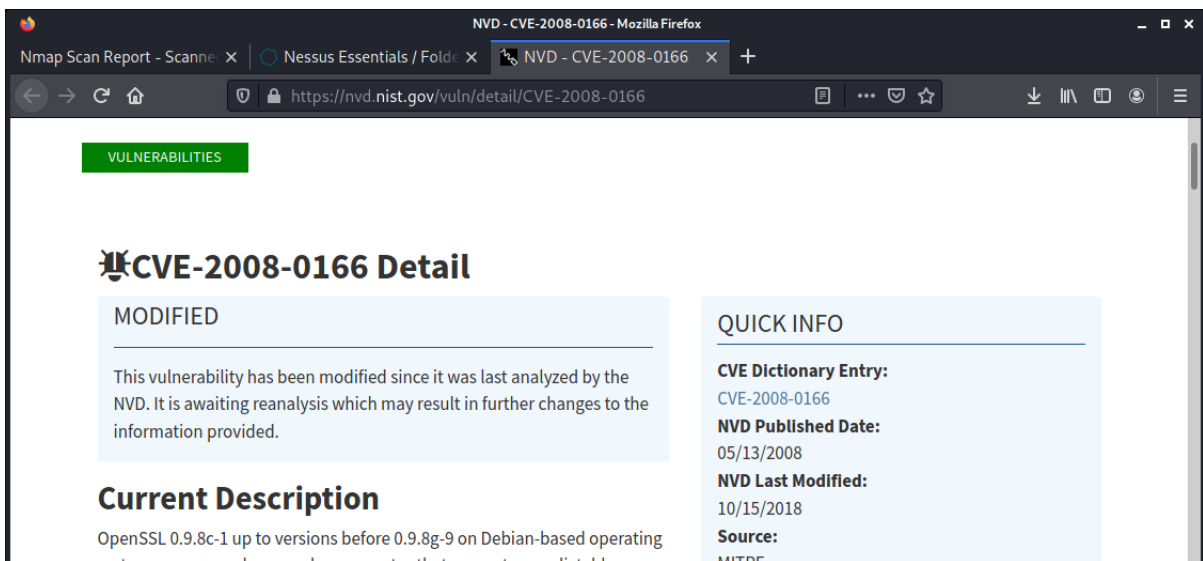 NVD - CVE-2008-0166 - Mozilla Firefox
Nmap Scan Report - Scanne
Nessus Essentials / Folde
NVD - CVE-2008-0166
https://nvd.nist.gov/vuln/detail/CVE-2008-0166
VULNERABILITIES
CVE-2008-0166 Detail
MODIFIED
This vulnerability has been modified since it was last analyzed by the
NVD. It is awaiting reanalysis which may result in further changes to the
information provided.
Current Description
OpenSSL 0.9.8c-1 up to versions before 0.9.8g-9 on Debian-based operating
QUICK INFO
CVE Dictionary Entry:
CVE-2008-0166
NVD Published Date:
05/13/2008
NVD Last Modified:
10/15/2018
Source:
MITRE